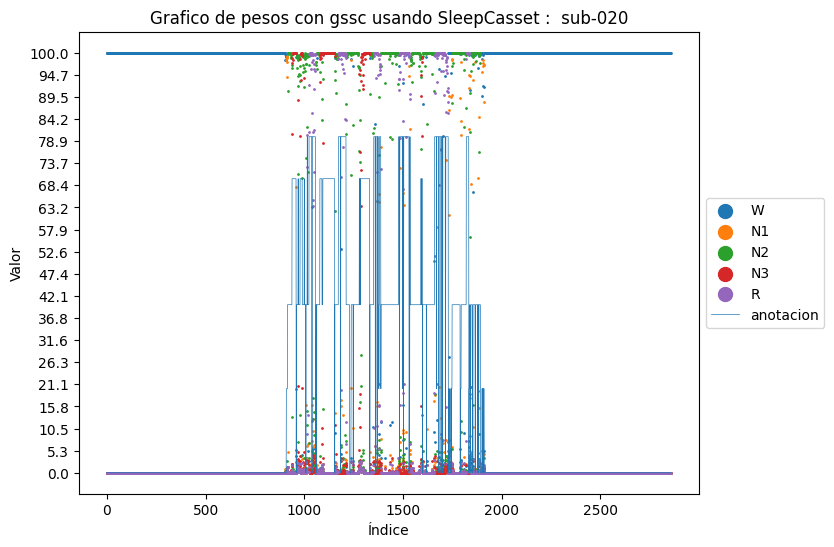 Grafico de pesos con gssc usando SleepCasset :  sub-020
100.0
94.7
89.5
84.2
78.9
73.7
68.4
63.2
57.9
52.6
47.4
42.1
36.8
31.6
26.3
21.1
15.8
10.5
5.3
0.0
Valor
0 500 1000 1500 2000 2500
Índice
W
N1
N2
N3
R
anotacion